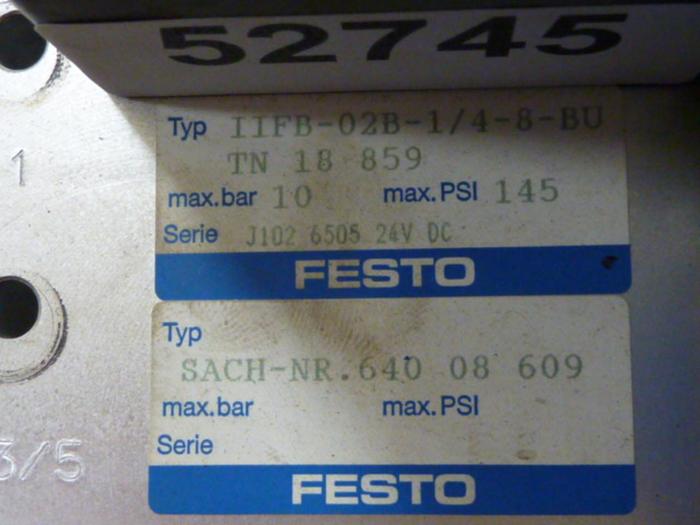 52745
Typ IIFB-02B-1/4-8-BU
TN 18 859
max.bar 10 max.PSI 145
Serie J102 6505 24V DC
FESTO
Typ
SACH-NR.640 08 609
max.bar max.PSI
Serie
FESTO
1
3/5